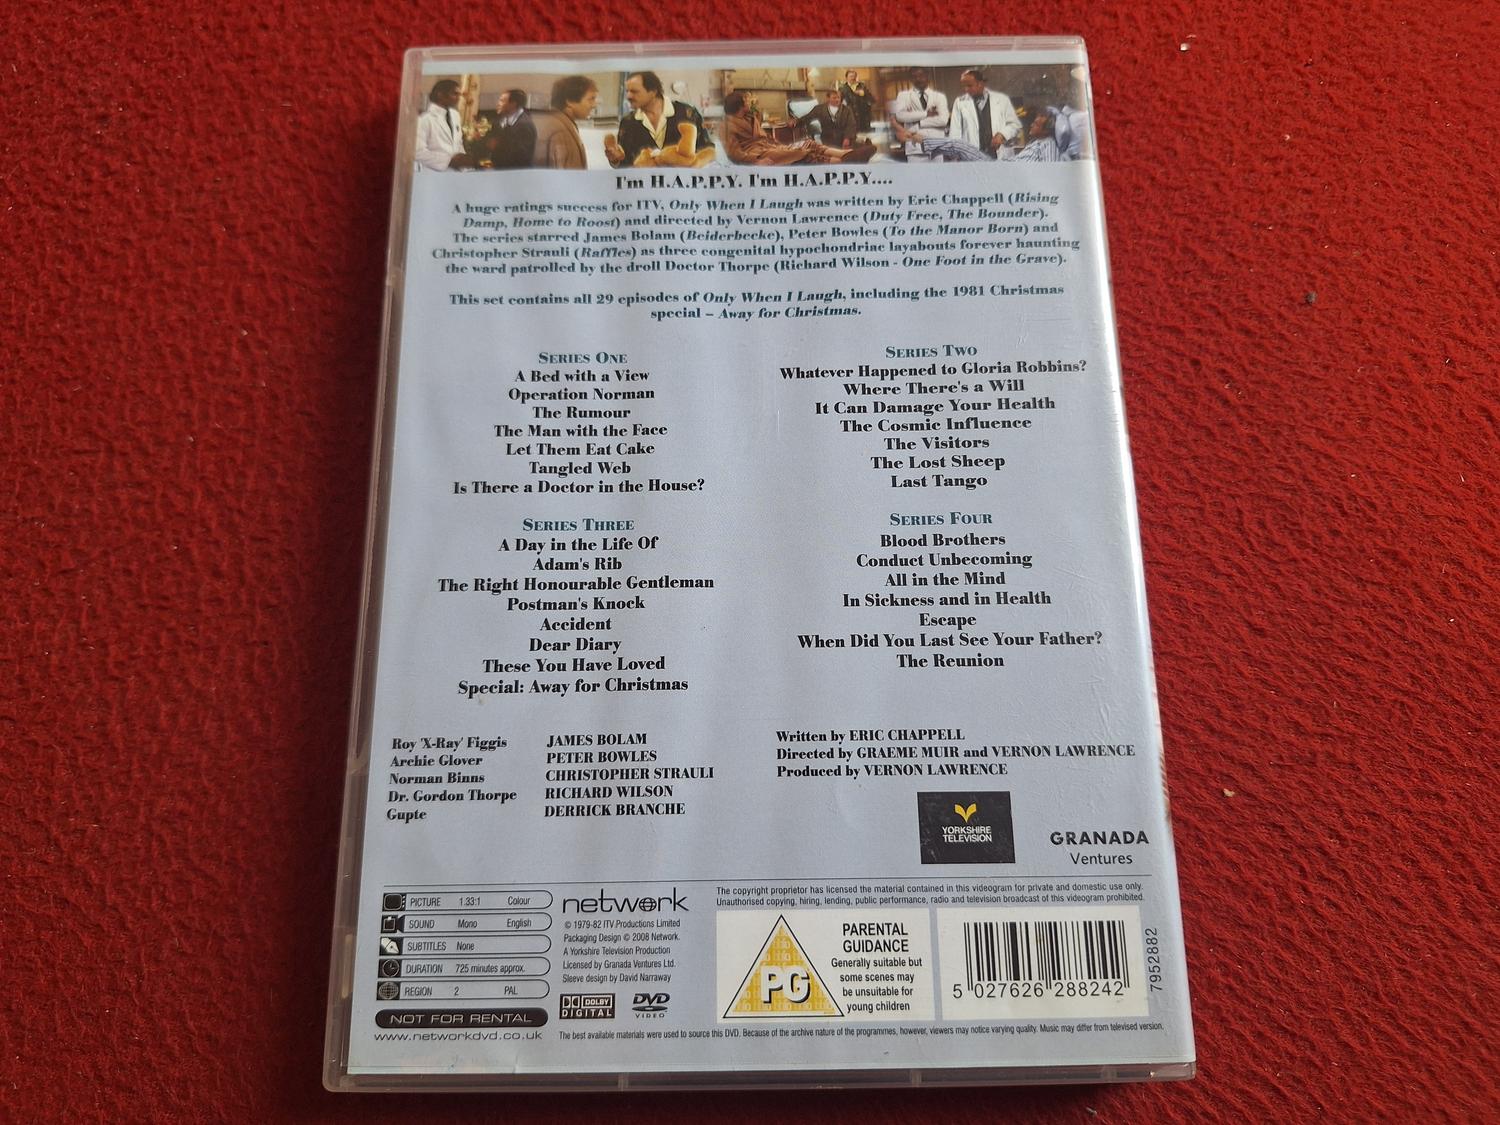 I'm H.A.P.P.Y. I'm H.A.P.P.Y....
A huge ratings success for ITV, Only When I Laugh was written by Eric Chappell (Rising
Damp, Home to Roost) and directed by Vernon Lawrence (Duty Free, The Bounder).
The series starred James Bolam (Beiderbecke), Peter Bowles (To the Manor Born) and
Christopher Strauli (Raffles) as three congenital hypochondriac layabouts forever haunting
the ward patrolled by the droll Doctor Thorpe (Richard Wilson - One Foot in the Grave).
This set contains all 29 episodes of Only When I Laugh, including the 1981 Christmas
special – Away for Christmas.
SERIES ONE
A Bed with a View
Operation Norman
The Rumour
The Man with the Face
Let Them Eat Cake
Tangled Web
Is There a Doctor in the House?
SERIES TWO
Whatever Happened to Gloria Robbins?
Where There's a Will
It Can Damage Your Health
The Cosmic Influence
The Visitors
The Lost Sheep
Last Tango
SERIES THREE
A Day in the Life Of
Adam's Rib
The Right Honourable Gentleman
Postman's Knock
Accident
Dear Diary
These You Have Loved
Special: Away for Christmas
SERIES FOUR
Blood Brothers
Conduct Unbecoming
All in the Mind
In Sickness and in Health
Escape
When Did You Last See Your Father?
The Reunion
Roy 'X-Ray' Figgis JAMES BOLAM
Archie Glover PETER BOWLES
Norman Binns CHRISTOPHER STRAULI
Dr. Gordon Thorpe RICHARD WILSON
Gupte DERRICK BRANCHE
Written by ERIC CHAPPELL
Directed by GRAEME MUIR and VERNON LAWRENCE
Produced by VERNON LAWRENCE
YORKSHIRE
TELEVISION
GRANADA
Ventures
PICTURE 1.33:1 Colour
SOUND Mono English
SUBTITLES None
DURATION 725 minutes approx.
REGION 2 PAL
NOT FOR RENTAL
www.networkdvd.co.uk
network
© 1979-82 ITV Productions Limited
Packaging Design © 2008 Network.
A Yorkshire Television Production
Licensed by Granada Ventures Ltd.
Sleeve design by David Narraway
DOLBY
DIGITAL
DVD
VIDEO
The copyright proprietor has licensed the material contained in this videogram for private and domestic use only.
Unauthorised copying, hiring, lending, public performance, radio and television broadcast of this videogram prohibited.
PG
PARENTAL
GUIDANCE
Generally suitable but
some scenes may
be unsuitable for
young children
5 027626 288242
7952882
The best available materials were used to source this DVD. Because of the archive nature of the programmes, however, viewers may notice varying quality. Music may differ from televised version.